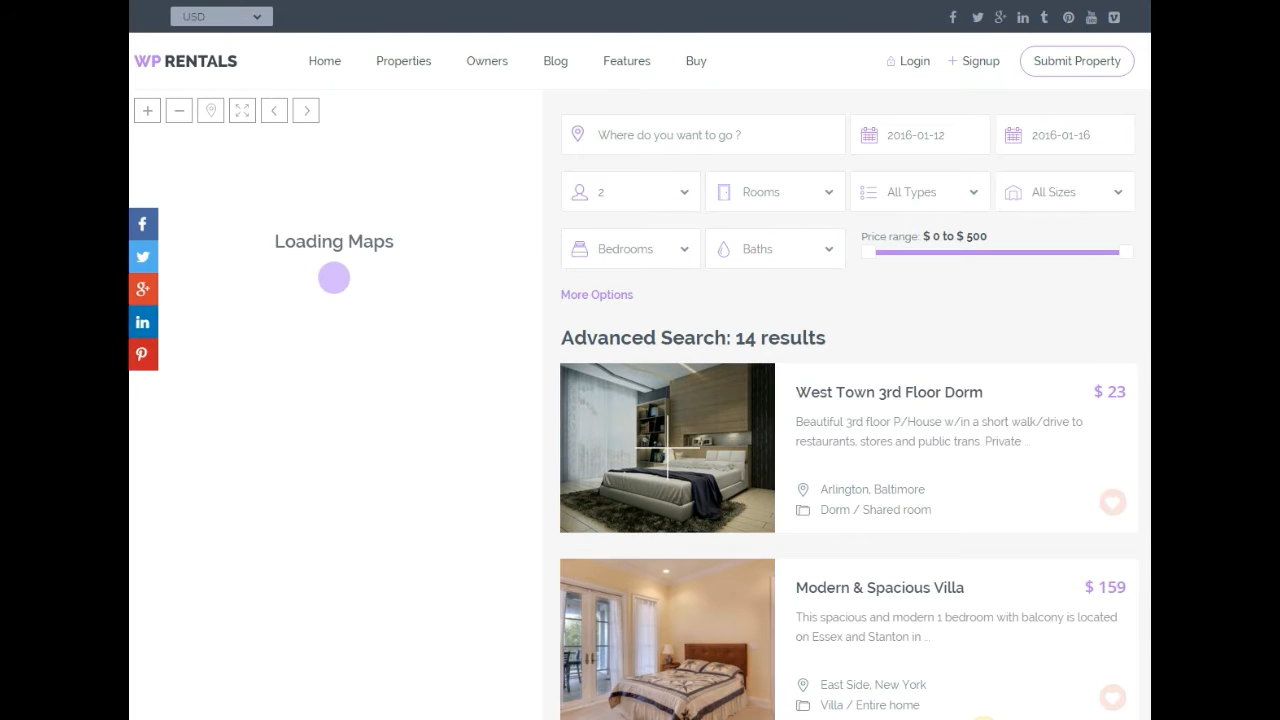 USD
WP RENTALS
Home
Properties
Owners
Blog
Features
Buy
Login
Signup
Submit Property
Loading Maps
Where do you want to go ?
2016-01-12
2016-01-16
2
Rooms
All Types
All Sizes
Bedrooms
Baths
Price range: $ 0 to $ 500
More Options
Advanced Search: 14 results
West Town 3rd Floor Dorm
$ 23
Beautiful 3rd floor P/House w/in a short walk/drive to
restaurants, stores and public trans. Private ...
Arlington, Baltimore
Dorm / Shared room
Modern & Spacious Villa
$ 159
This spacious and modern 1 bedroom with balcony is located
on Essex and Stanton in ...
East Side, New York
Villa / Entire home